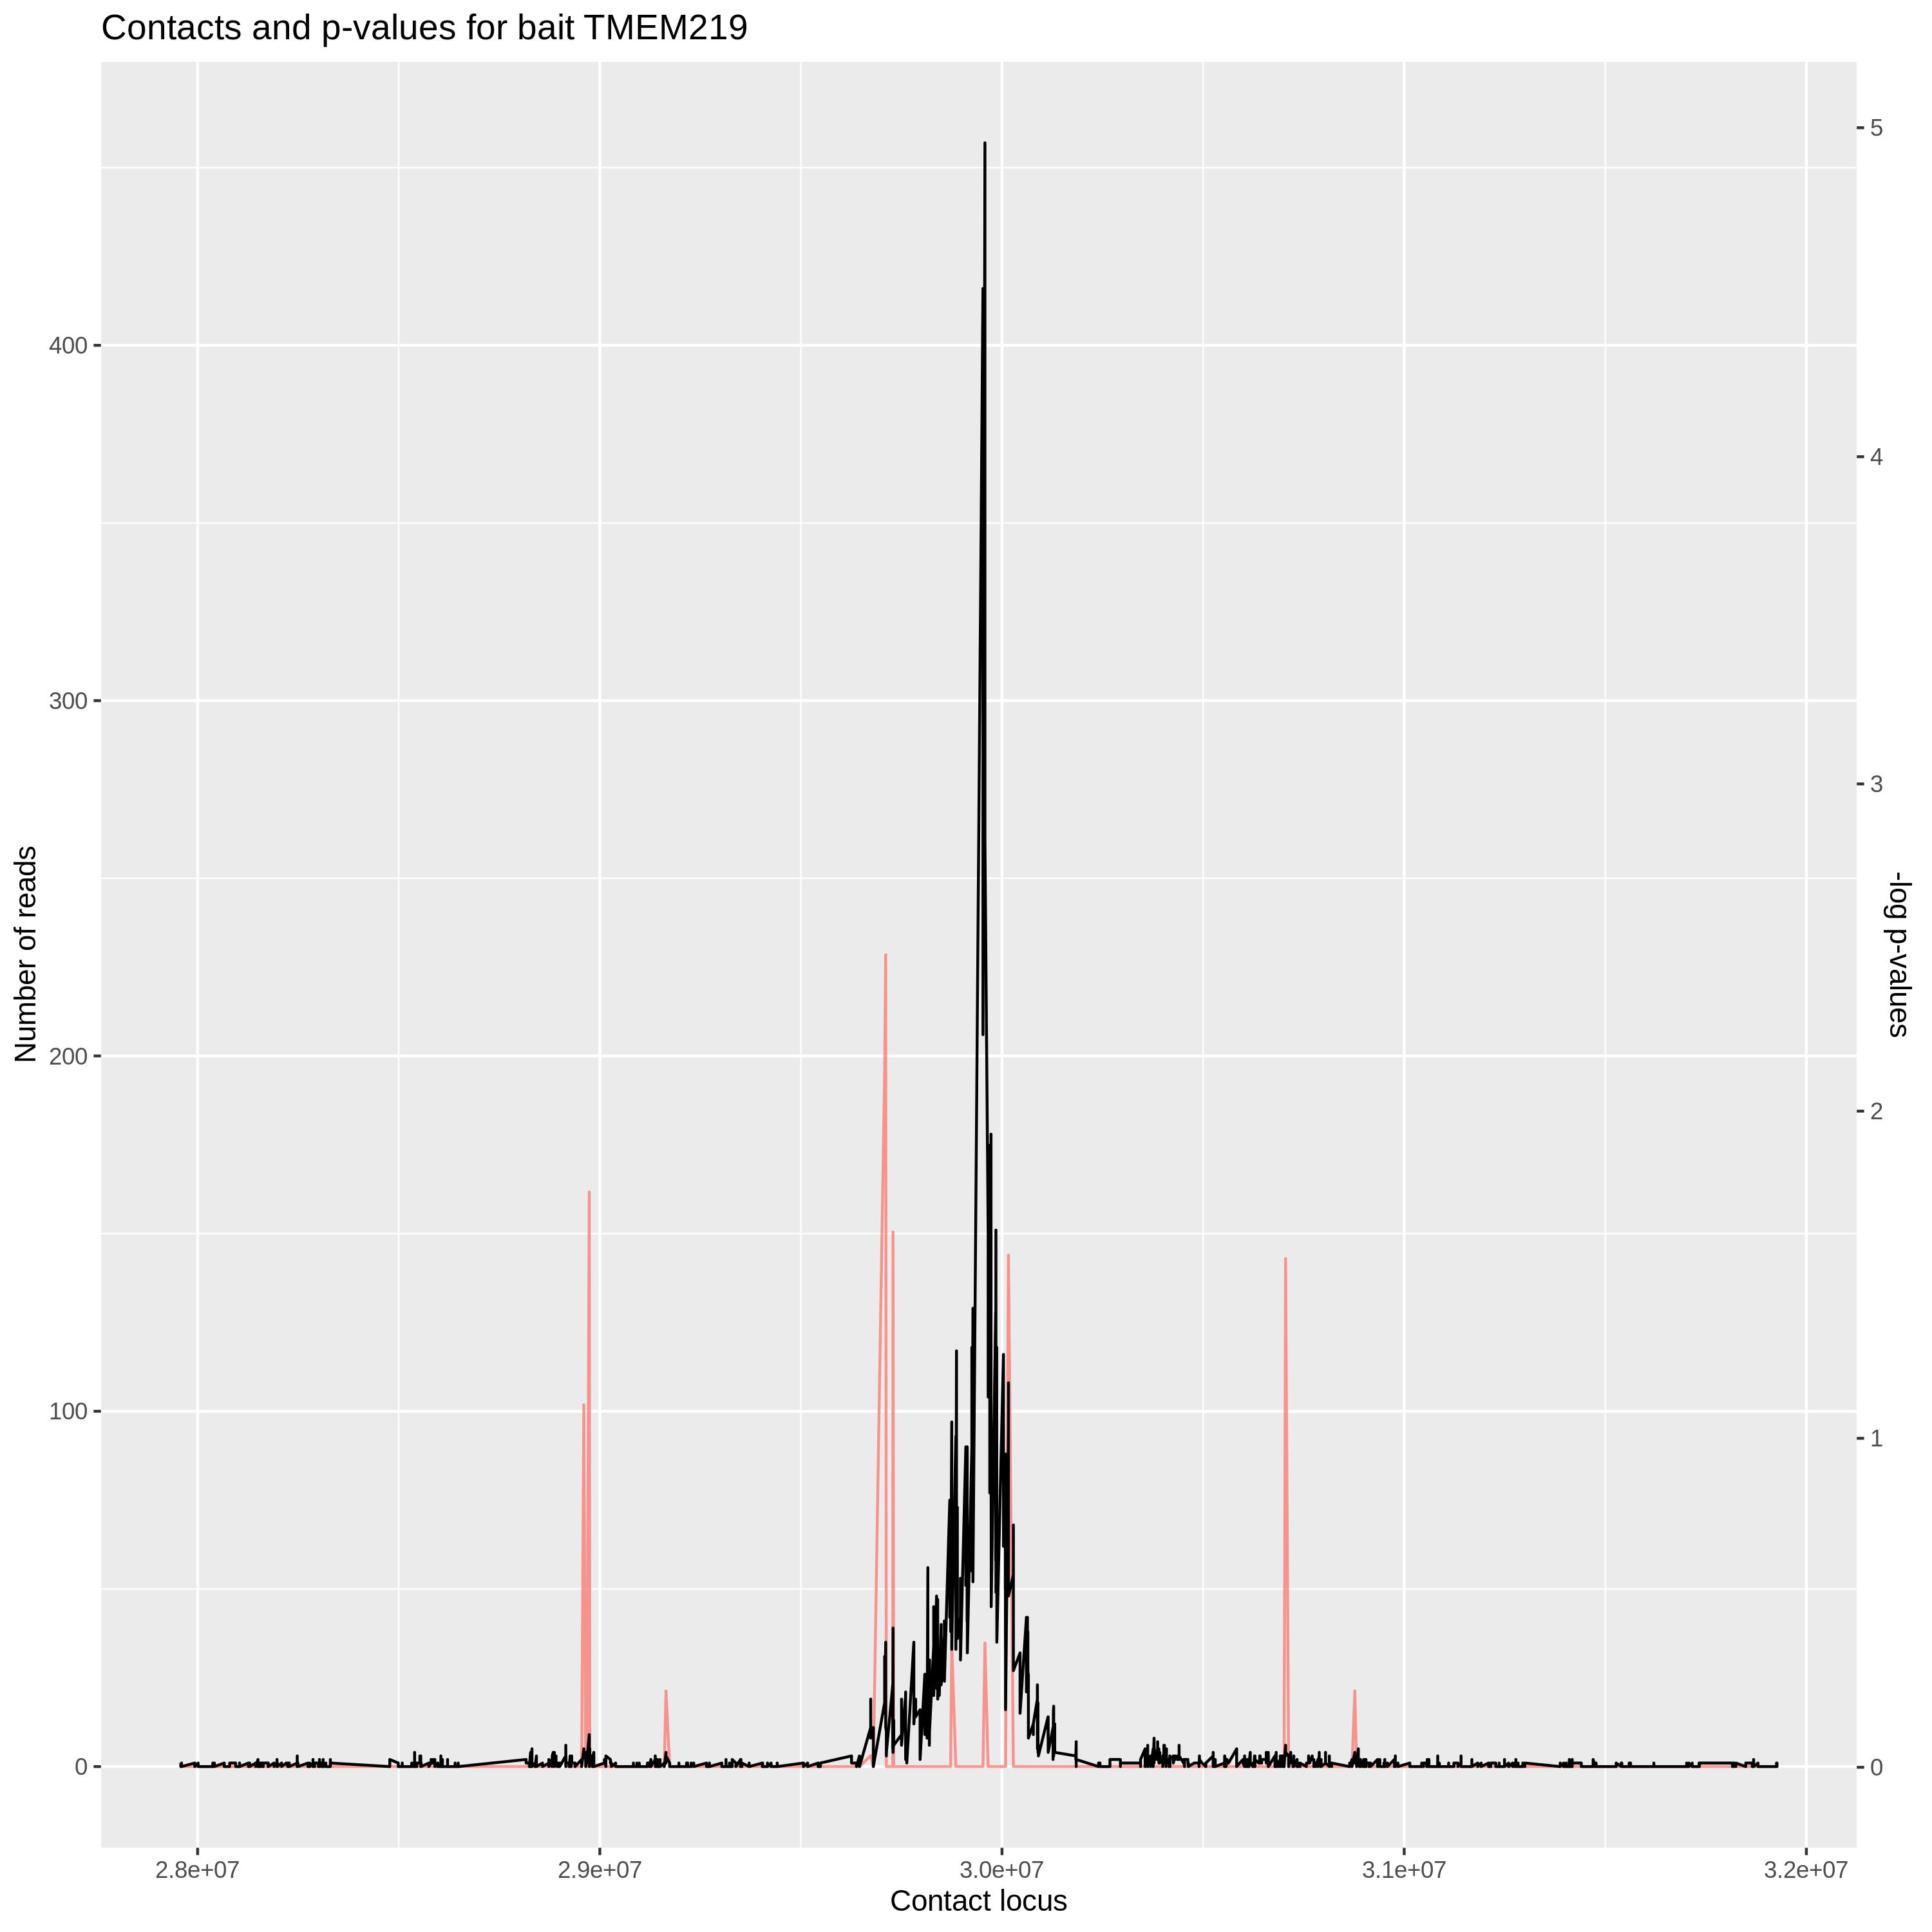 Contacts and p-values for bait TMEM219
Number of reads
400
300
200
100
0
5
4
3
2
1
0
-log p-values
2.8e+07
2.9e+07
3.0e+07
3.1e+07
3.2e+07
Contact locus